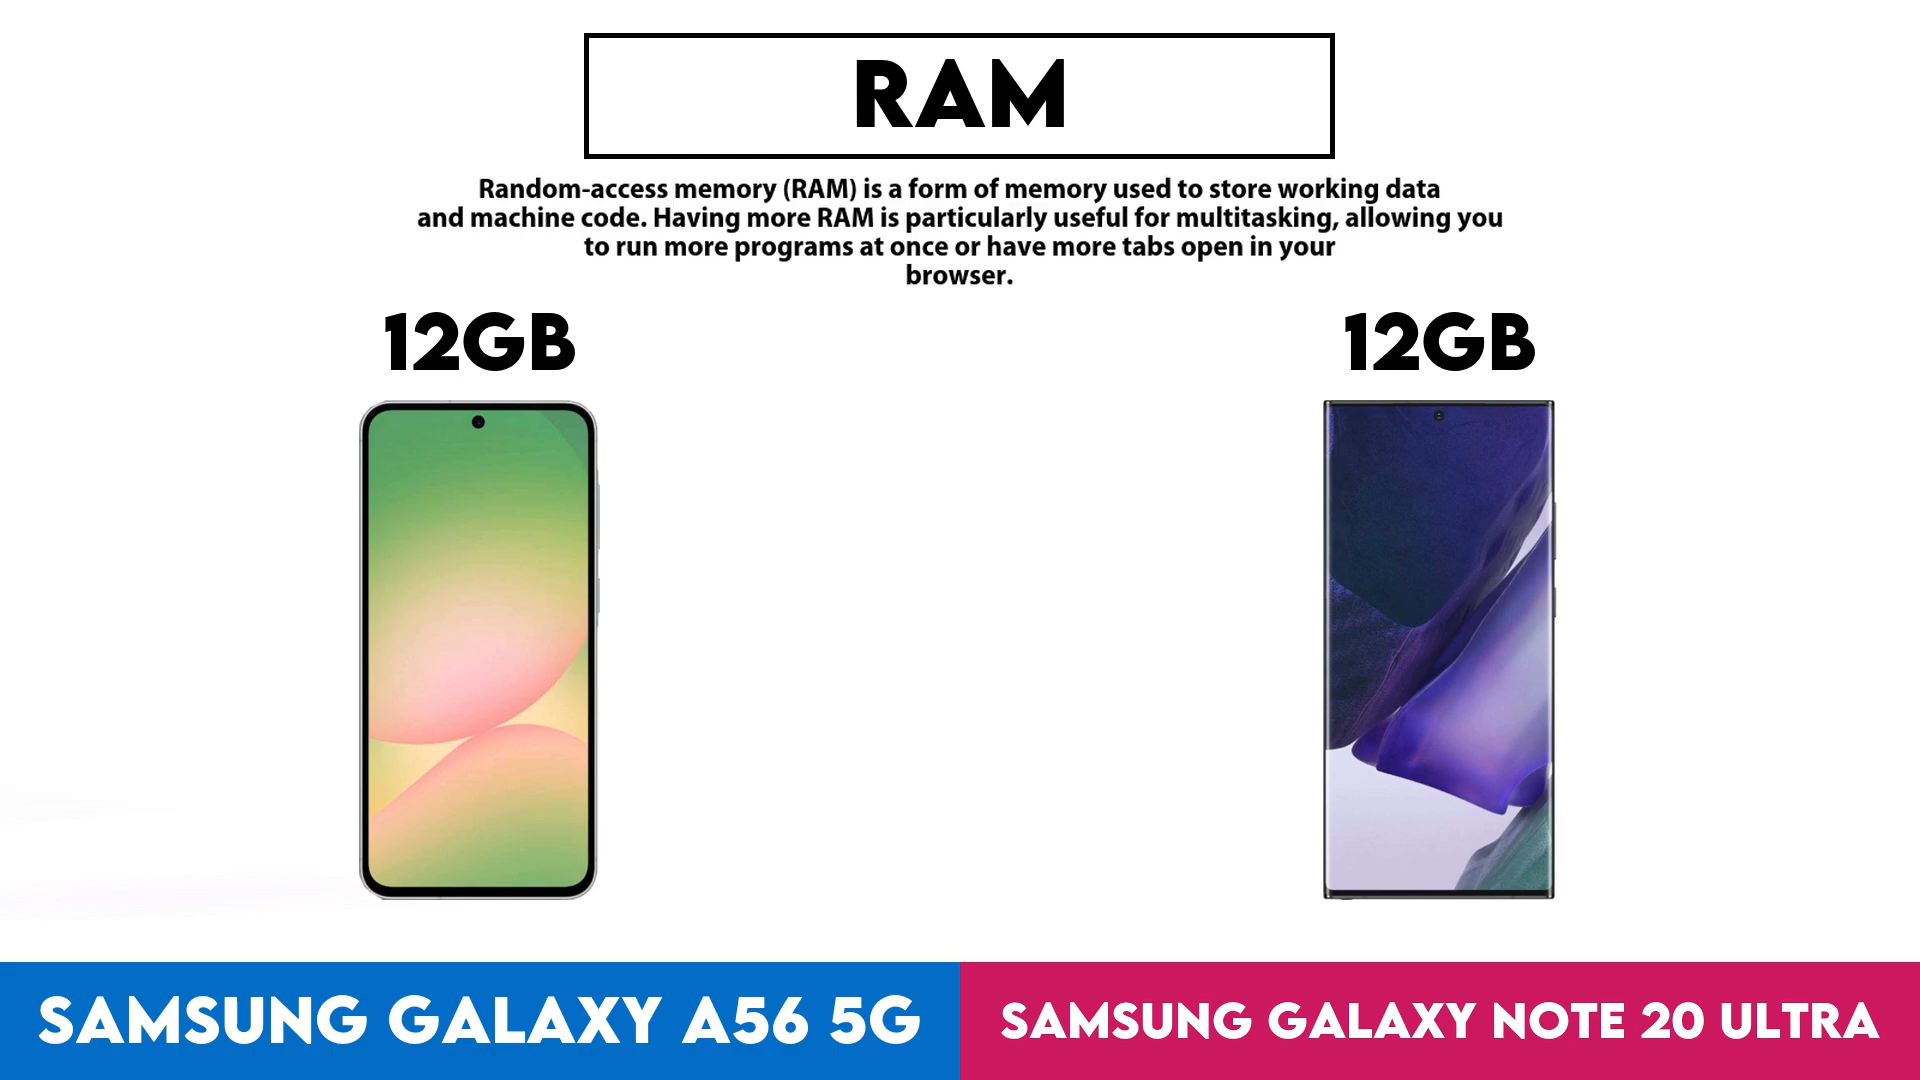 RAM
Random-access memory (RAM) is a form of memory used to store working data
and machine code. Having more RAM is particularly useful for multitasking, allowing you
to run more programs at once or have more tabs open in your
browser.
12GB
12GB
SAMSUNG GALAXY A56 5G
SAMSUNG GALAXY NOTE 20 ULTRA